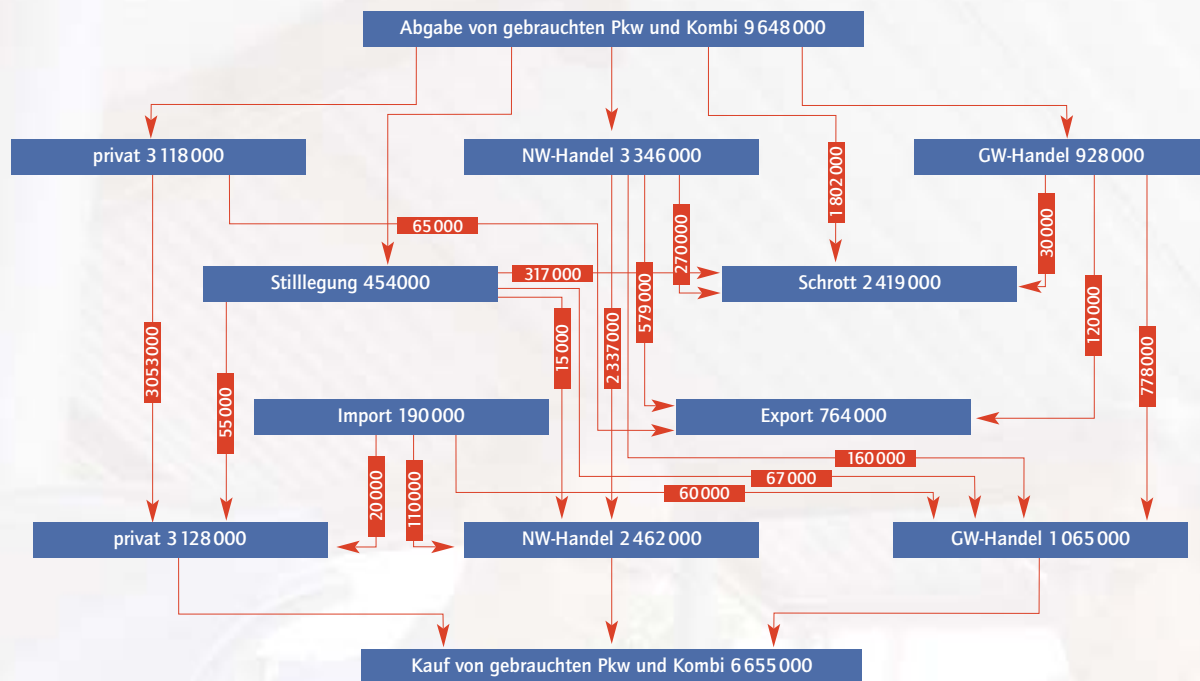 Abgabe von gebrauchten Pkw und Kombi 9 648 000
privat 3 118 000
NW-Handel 3 346 000
GW-Handel 928 000
1 802 000
65 000
270 000
30 000
Stilllegung 454000
317 000
Schrott 2 419 000
579 000
120 000
3053 000
55 000
15 000
2 337 000
778 000
Import 190 000
Export 764 000
160 000
67 000
60 000
20 000
110 000
privat 3 128 000
NW-Handel 2 462 000
GW-Handel 1 065 000
Kauf von gebrauchten Pkw und Kombi 6 655 000